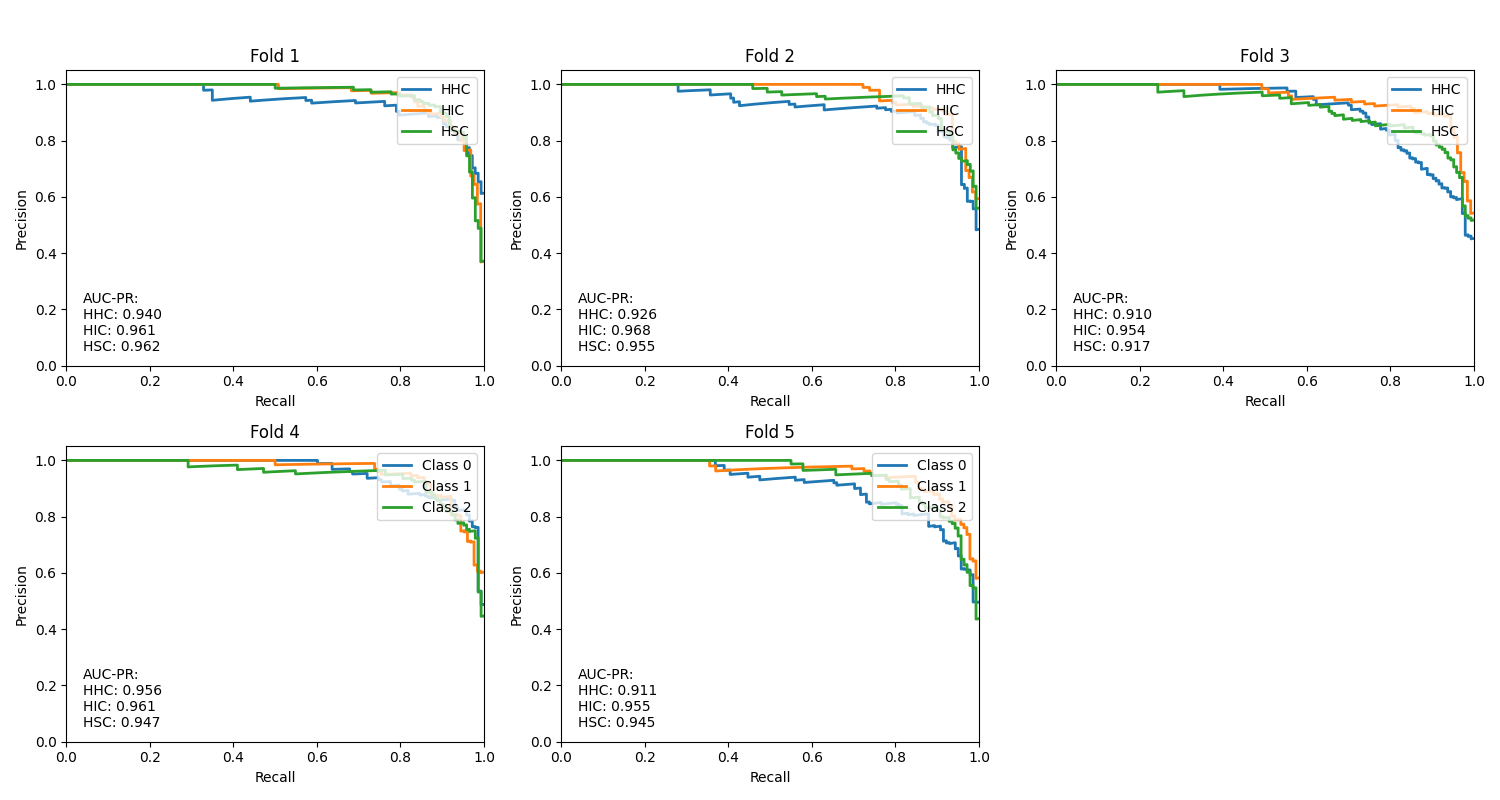 Fold 1
1.0
0.8
0.6
0.4
0.2
0.0
Precision
HHC
HIC
HSC
AUC-PR:
HHC: 0.940
HIC: 0.961
HSC: 0.962
0.0 0.2 0.4 0.6 0.8 1.0
Recall
Fold 2
1.0
0.8
0.6
0.4
0.2
0.0
Precision
HHC
HIC
HSC
AUC-PR:
HHC: 0.926
HIC: 0.968
HSC: 0.955
0.0 0.2 0.4 0.6 0.8 1.0
Recall
Fold 3
1.0
0.8
0.6
0.4
0.2
0.0
Precision
HHC
HIC
HSC
AUC-PR:
HHC: 0.910
HIC: 0.954
HSC: 0.917
0.0 0.2 0.4 0.6 0.8 1.0
Recall
Fold 4
1.0
0.8
0.6
0.4
0.2
0.0
Precision
Class 0
Class 1
Class 2
AUC-PR:
HHC: 0.956
HIC: 0.961
HSC: 0.947
0.0 0.2 0.4 0.6 0.8 1.0
Recall
Fold 5
1.0
0.8
0.6
0.4
0.2
0.0
Precision
Class 0
Class 1
Class 2
AUC-PR:
HHC: 0.911
HIC: 0.955
HSC: 0.945
0.0 0.2 0.4 0.6 0.8 1.0
Recall